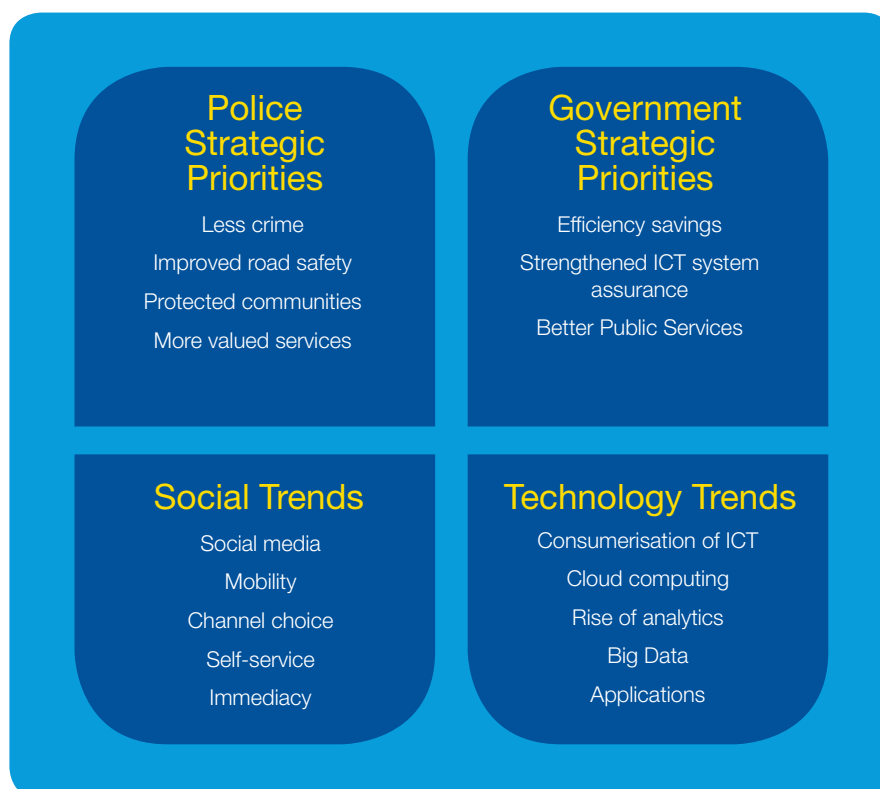 Police
Strategic
Priorities
Less crime
Improved road safety
Protected communities
More valued services
Government
Strategic
Priorities
Efficiency savings
Strengthened ICT system
assurance
Better Public Services
Social Trends
Social media
Mobility
Channel choice
Self-service
Immediacy
Technology Trends
Consumerisation of ICT
Cloud computing
Rise of analytics
Big Data
Applications